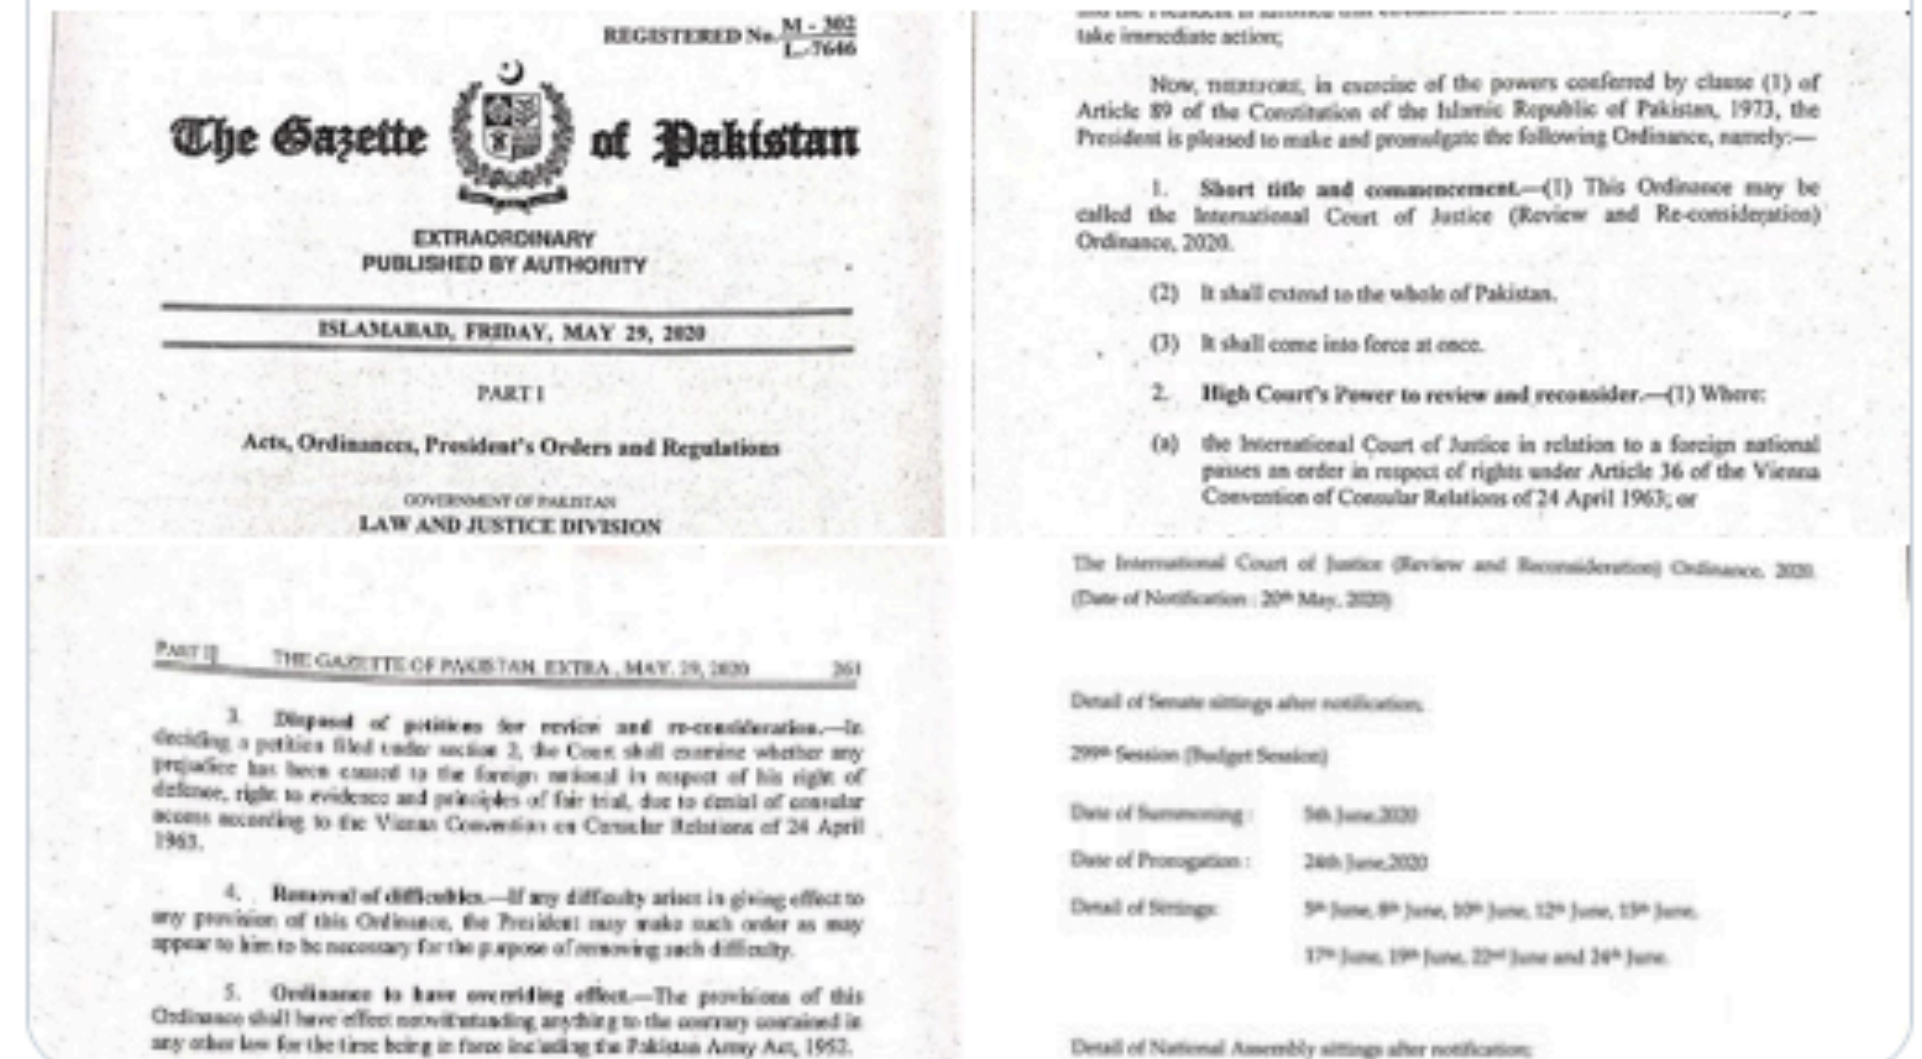 REGISTERED No. M - 302
L.-7646
The Gazette of Pakistan
EXTRAORDINARY
PUBLISHED BY AUTHORITY
ISLAMABAD, FRIDAY, MAY 29, 2020
PART I
Acts, Ordinances, President's Orders and Regulations
GOVERNMENT OF PAKISTAN
LAW AND JUSTICE DIVISION
take immediate action;
Now, THEREFORE, in exercise of the powers conferred by clause (1) of
Article 89 of the Constitution of the Islamic Republic of Pakistan, 1973, the
President is pleased to make and promulgate the following Ordinance, namely:—
1. Short title and commencement.—(1) This Ordinance may be
called the International Court of Justice (Review and Re-consideration)
Ordinance, 2020.
(2) It shall extend to the whole of Pakistan.
(3) It shall come into force at once.
2. High Court's Power to review and reconsider.—(1) Where:
(a) the International Court of Justice in relation to a foreign national
passes an order in respect of rights under Article 36 of the Vienna
Convention of Consular Relations of 24 April 1963; or
PART I] THE GAZETTE OF PAKISTAN, EXTRA., MAY. 29, 2020 261
3. Disposal of petitions for review and re-consideration.—In
deciding a petition filed under section 2, the Court shall examine whether any
prejudice has been caused to the foreign national in respect of his right of
defence, right to evidence and principles of fair trial, due to denial of consular
access according to the Vienna Convention on Consular Relations of 24 April
1963.
4. Removal of difficulties.—If any difficulty arises in giving effect to
any provision of this Ordinance, the President may make such order as may
appear to him to be necessary for the purpose of removing such difficulty.
5. Ordinance to have overriding effect.—The provisions of this
Ordinance shall have effect notwithstanding anything to the contrary contained in
any other law for the time being in force including the Pakistan Army Act, 1952.
The International Court of Justice (Review and Reconsideration) Ordinance, 2020.
(Date of Notification : 20th May, 2020)
Detail of Senate sittings after notification;
299th Session (Budget Session)
Date of Summoning : 5th June,2020
Date of Prorogation : 24th June,2020
Detail of Sittings: 5th June, 8th June, 10th June, 12th June, 15th June,
17th June, 19th June, 22nd June and 24th June.
Detail of National Assembly sittings after notification;